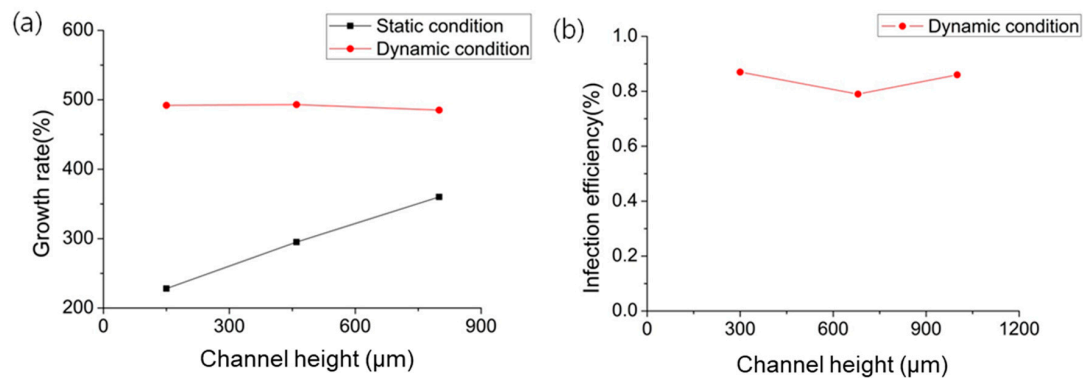 (a)
Static condition
Dynamic condition
Growth rate(%)
600
500
400
300
200
0
300
600
900
Channel height (μm)
(b)
Dynamic condition
Infection efficiency(%)
1.0
0.8
0.6
0.4
0.2
0.0
0
300
600
900
1200
Channel height (μm)